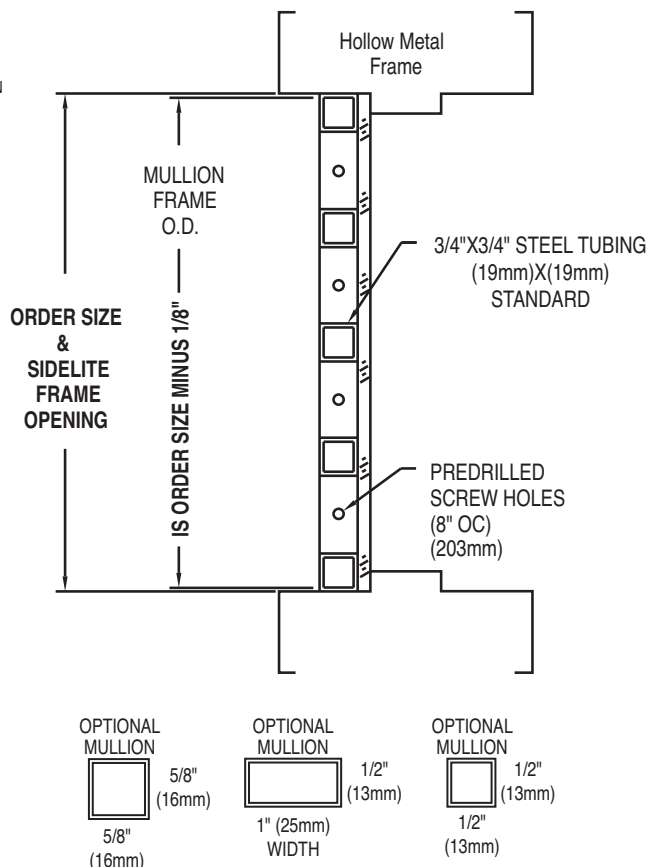 Hollow Metal
Frame
MULLION
FRAME
O.D.
3/4"X3/4" STEEL TUBING
(19mm)X(19mm)
STANDARD
ORDER SIZE
&
SIDELITE
FRAME
OPENING
IS ORDER SIZE MINUS 1/8"
PREDRILLED
SCREW HOLES
(8" OC)
(203mm)
OPTIONAL
MULLION
5/8"
(16mm)
5/8"
(16mm)
OPTIONAL
MULLION
1/2"
(13mm)
1" (25mm)
WIDTH
OPTIONAL
MULLION
1/2"
(13mm)
1/2"
(13mm)